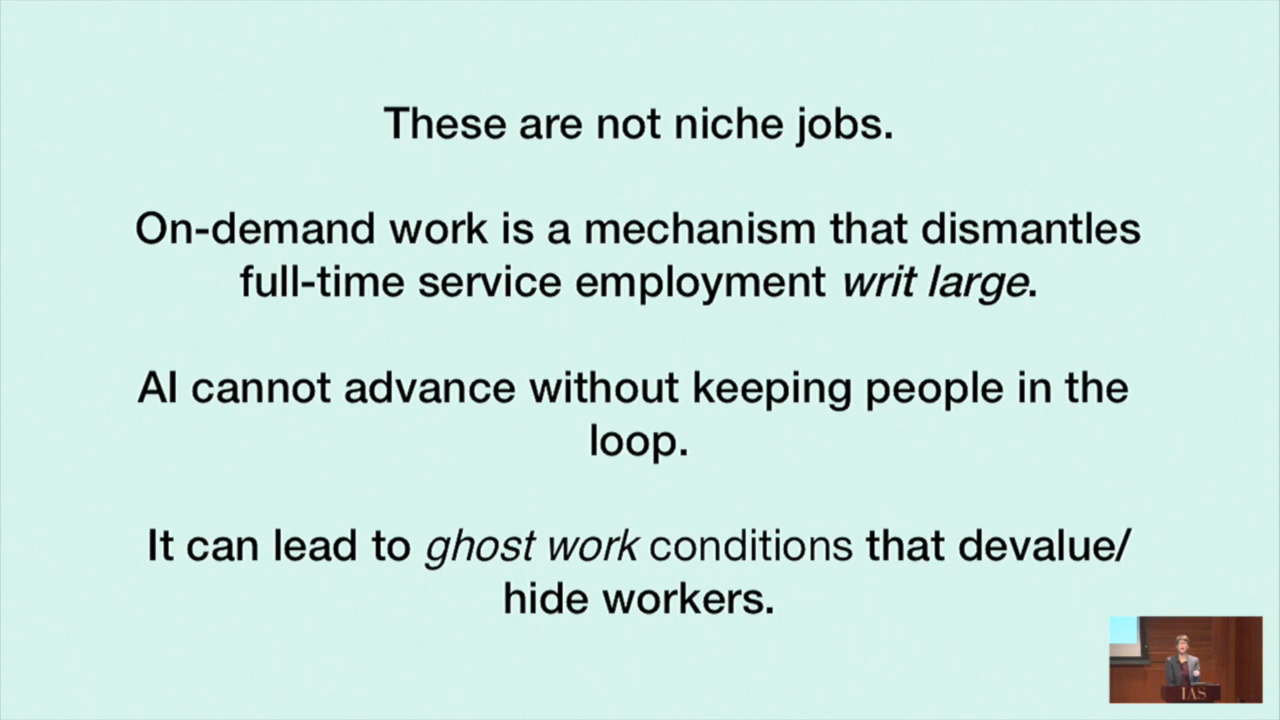 These are not niche jobs.
On-demand work is a mechanism that dismantles
full-time service employment writ large.
AI cannot advance without keeping people in the
loop.
It can lead to ghost work conditions that devalue/
hide workers.
IAS